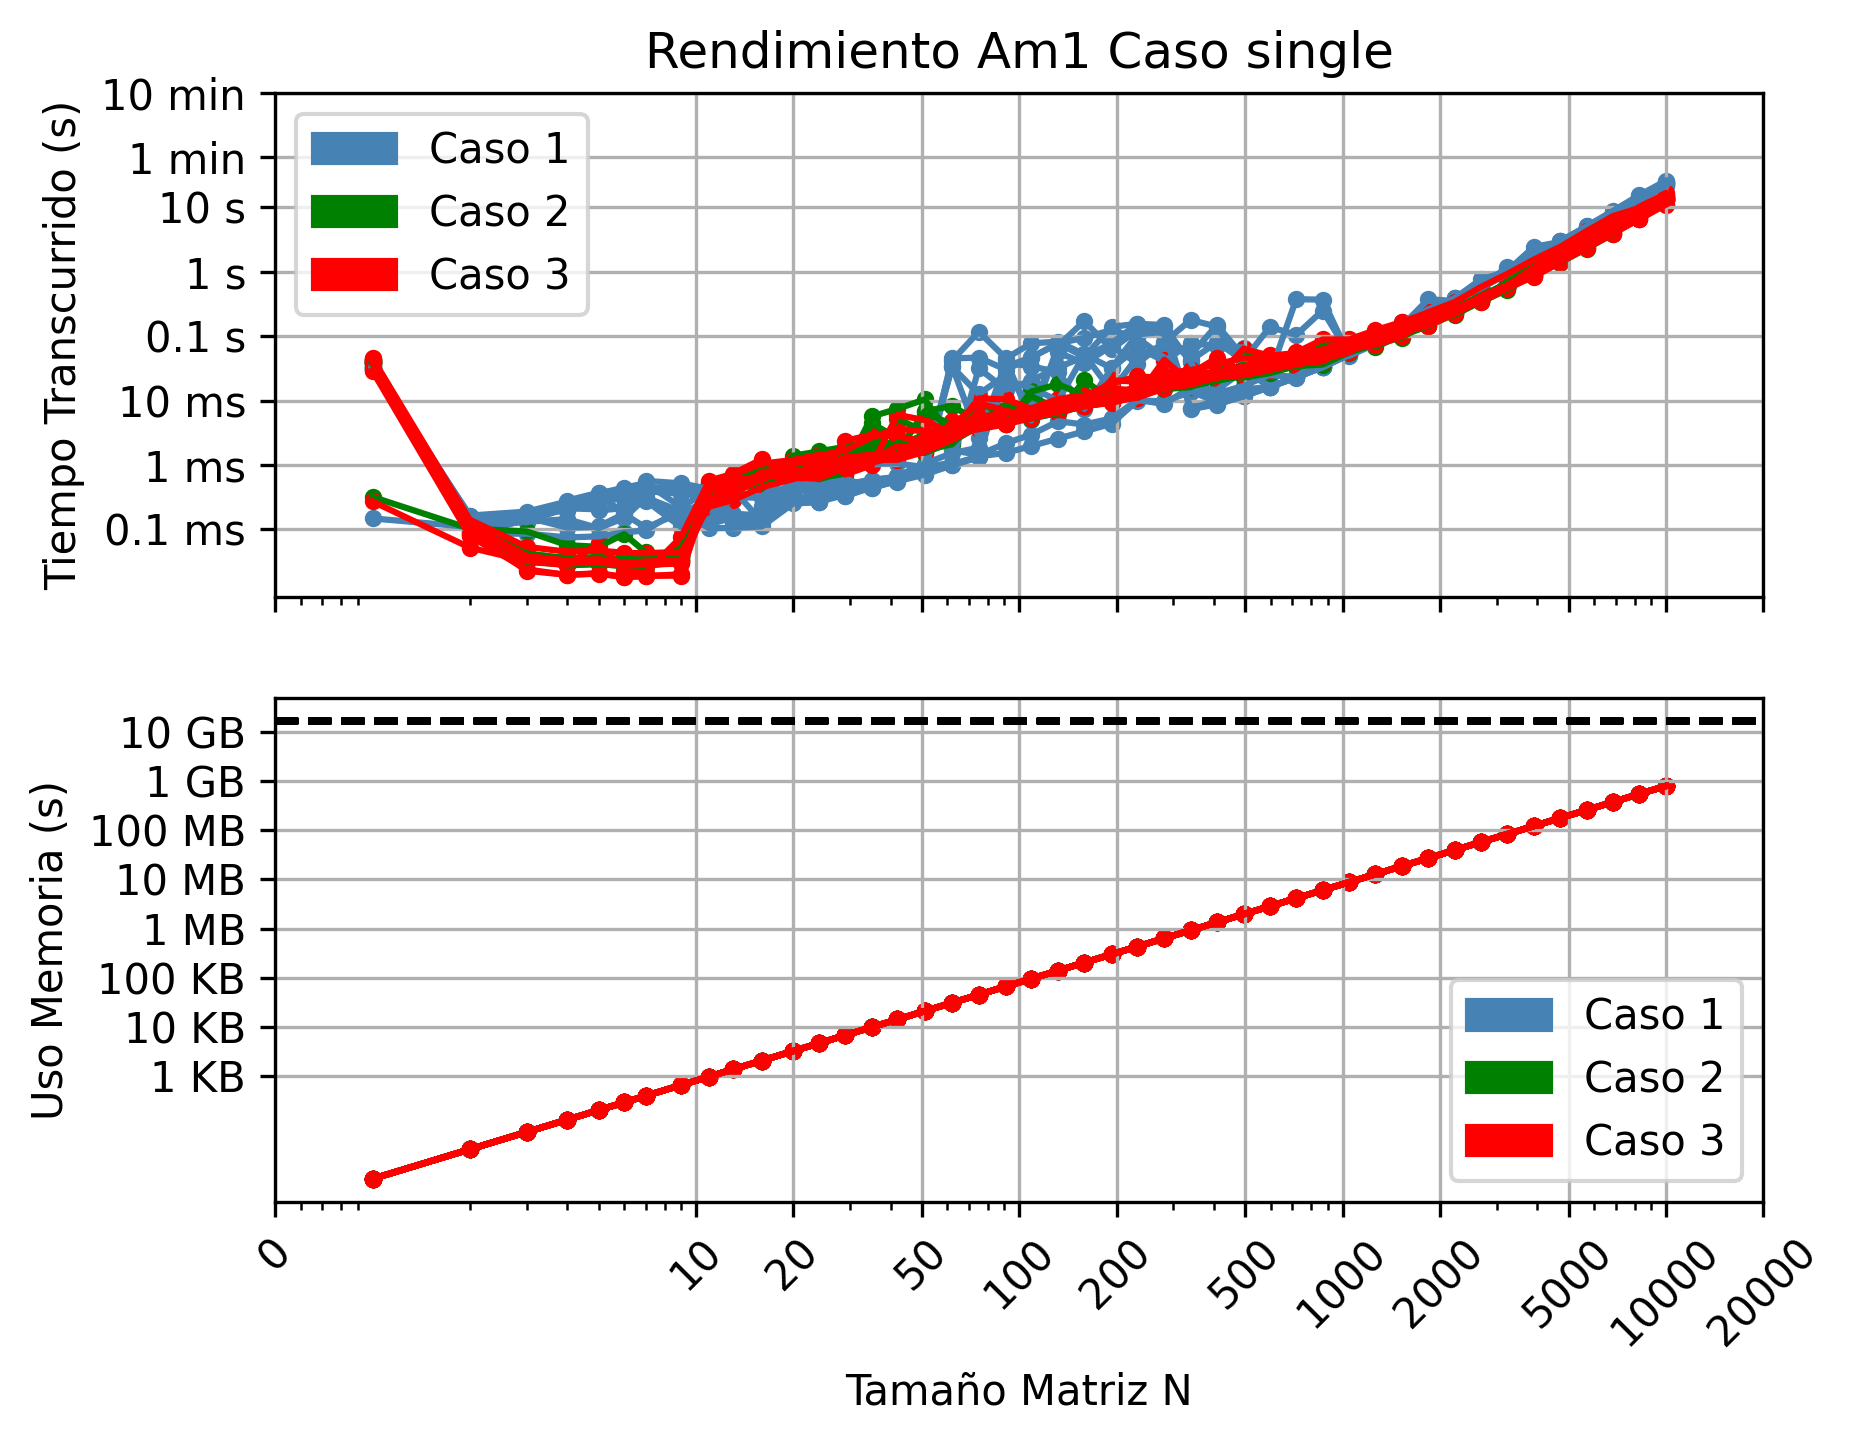 Rendimiento Am1 Caso single
Tiempo Transcurrido (s)
10 min
1 min
10 s
1 s
0.1 s
10 ms
1 ms
0.1 ms
Caso 1
Caso 2
Caso 3
Uso Memoria (s)
10 GB
1 GB
100 MB
10 MB
1 MB
100 KB
10 KB
1 KB
Caso 1
Caso 2
Caso 3
0 10 20 50 100 200 500 1000 2000 5000 10000 20000
Tamaño Matriz N